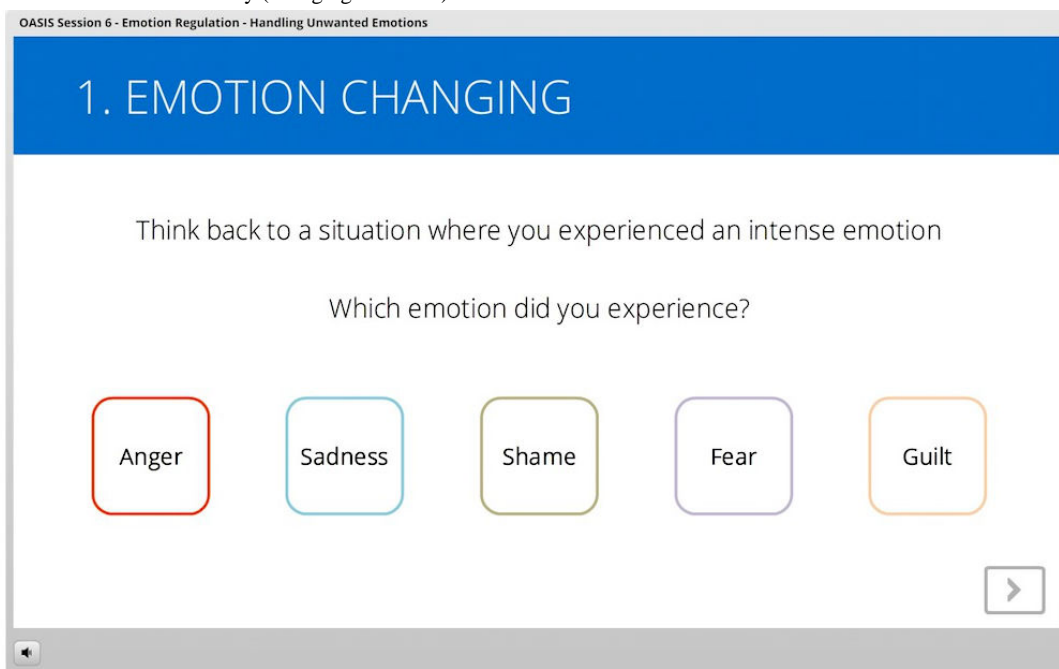 OASIS Session 6 - Emotion Regulation - Handling Unwanted Emotions
1. EMOTION CHANGING
Think back to a situation where you experienced an intense emotion
Which emotion did you experience?
Anger Sadness Shame Fear Guilt